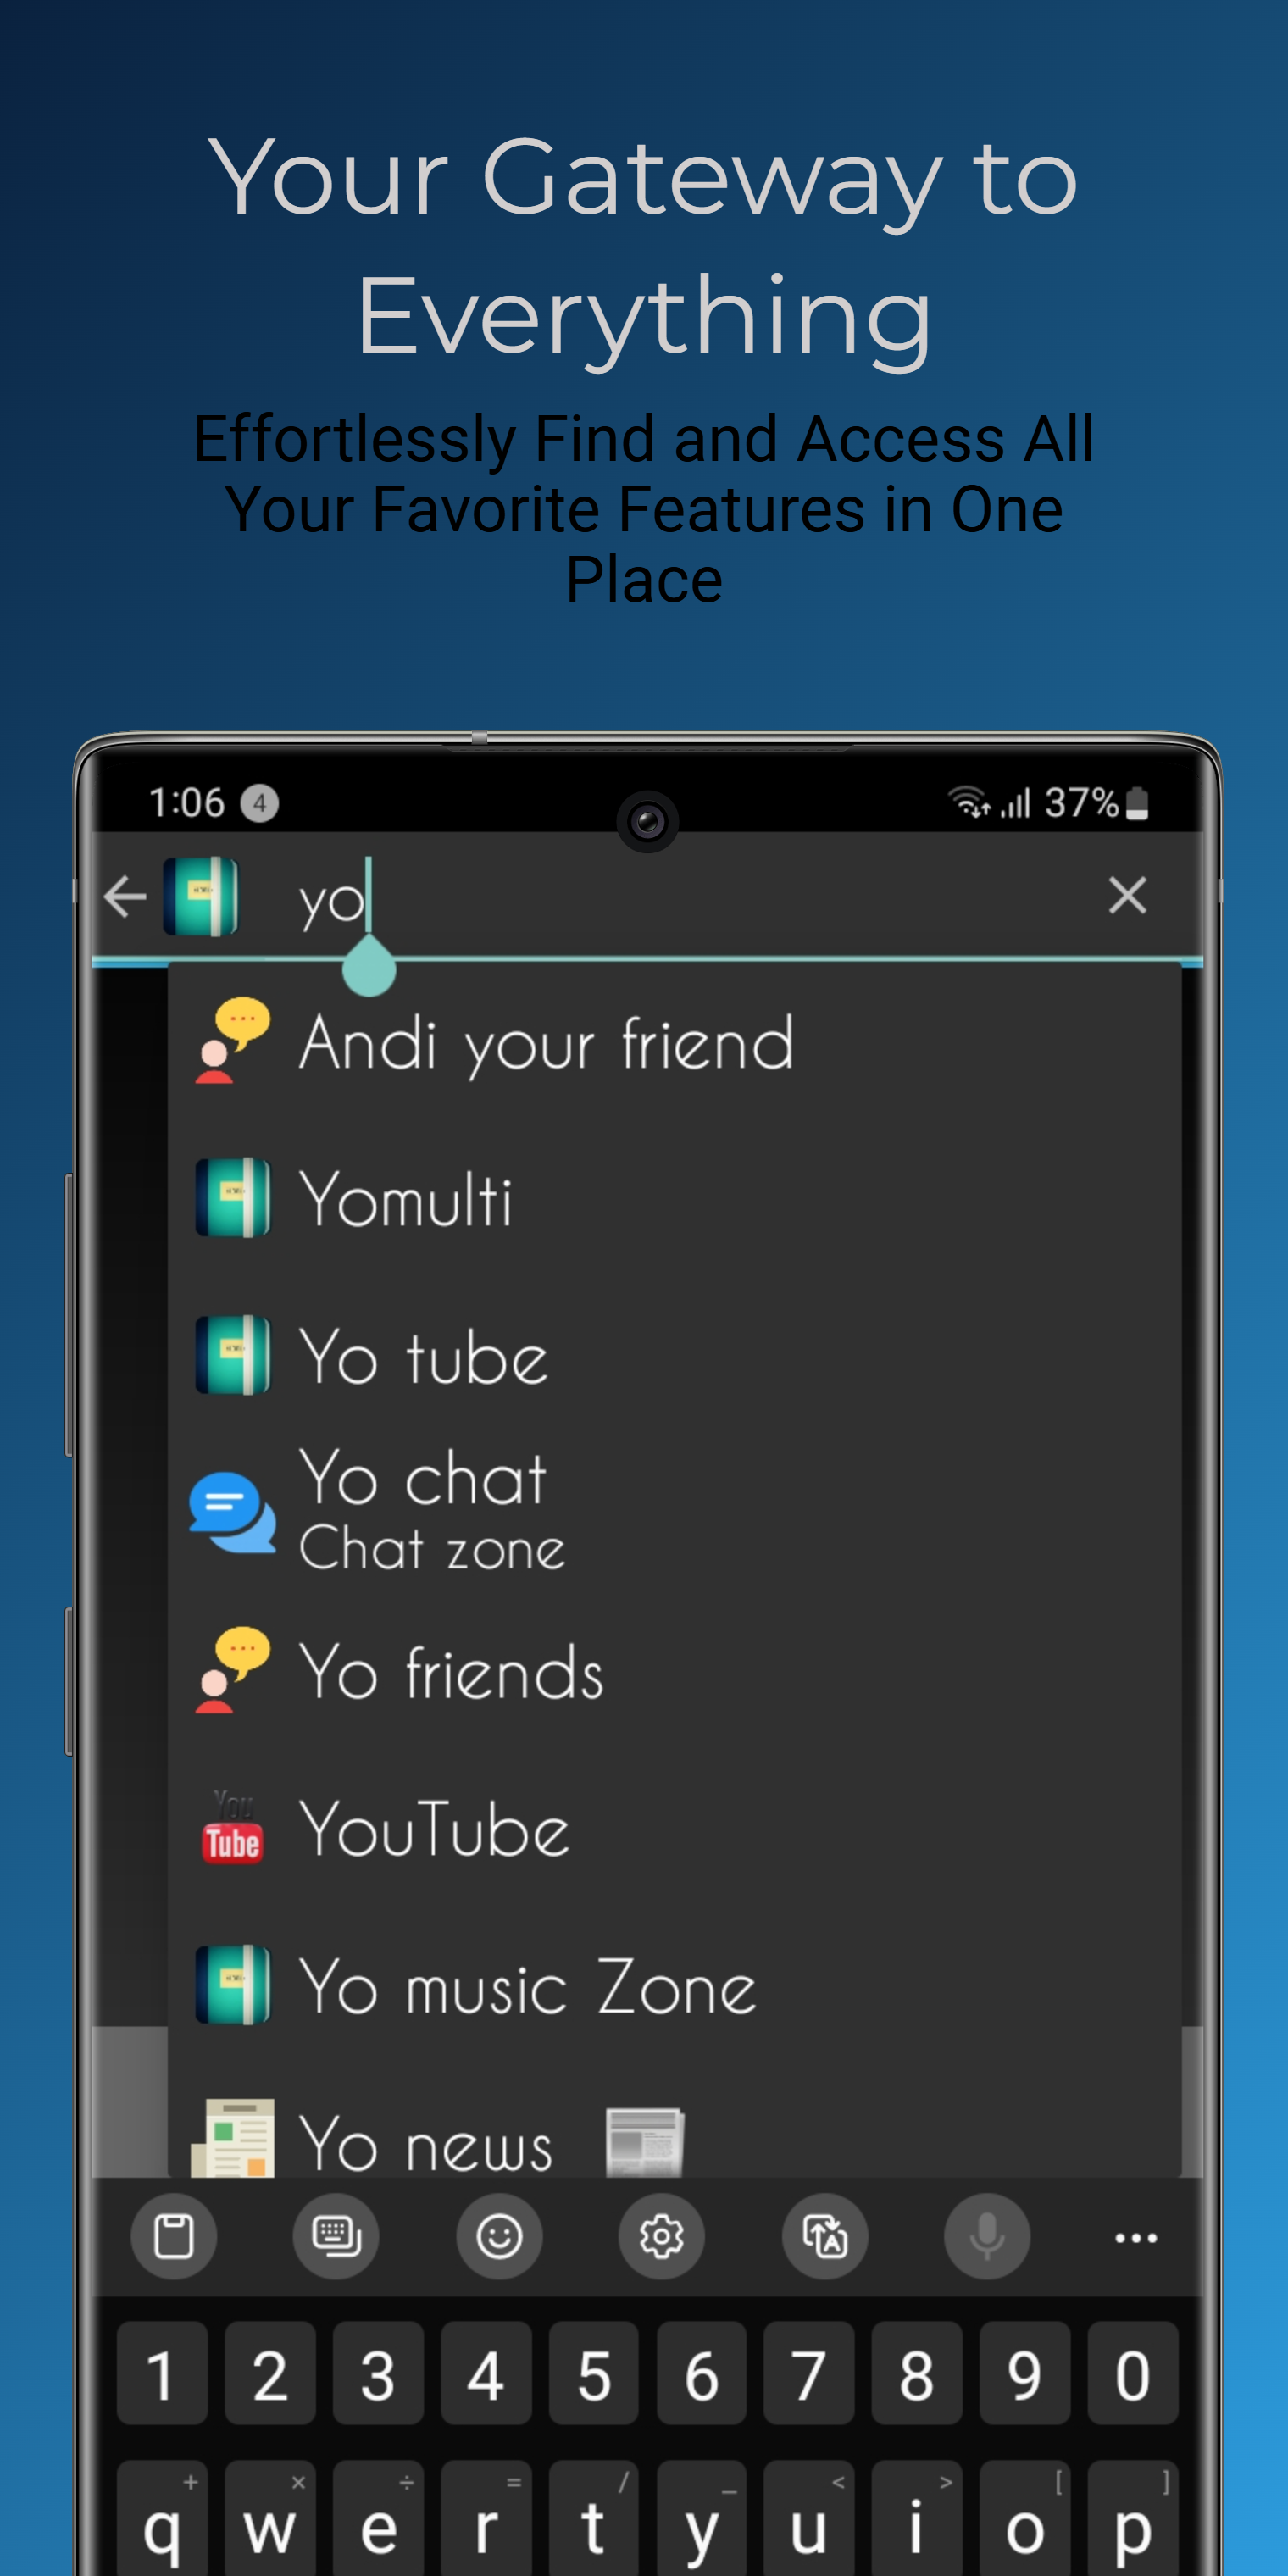 Your Gateway to
Everything
Effortlessly Find and Access All
Your Favorite Features in One
Place
1:06 4 37%
yo
Andi your friend
Yomulti
Yo tube
Yo chat
Chat zone
Yo friends
You
Tube YouTube
Yo music Zone
Yo news
A
1 2 3 4 5 6 7 8 9 0
+ × ÷ = / _ < > [ ]
q w e r t y u i o p